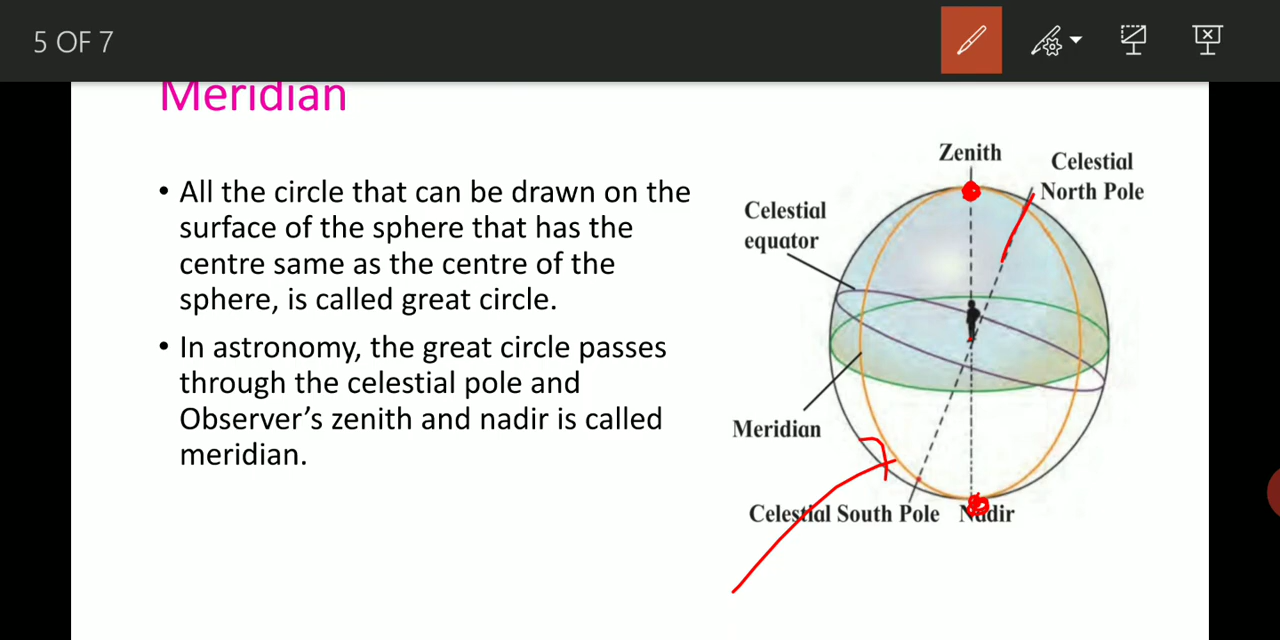 5 OF 7
Meridian
• All the circle that can be drawn on the
surface of the sphere that has the
centre same as the centre of the
sphere, is called great circle.
• In astronomy, the great circle passes
through the celestial pole and
Observer's zenith and nadir is called
meridian.
Zenith
Celestial
North Pole
Celestial
equator
Meridian
Celestial South Pole
Nadir